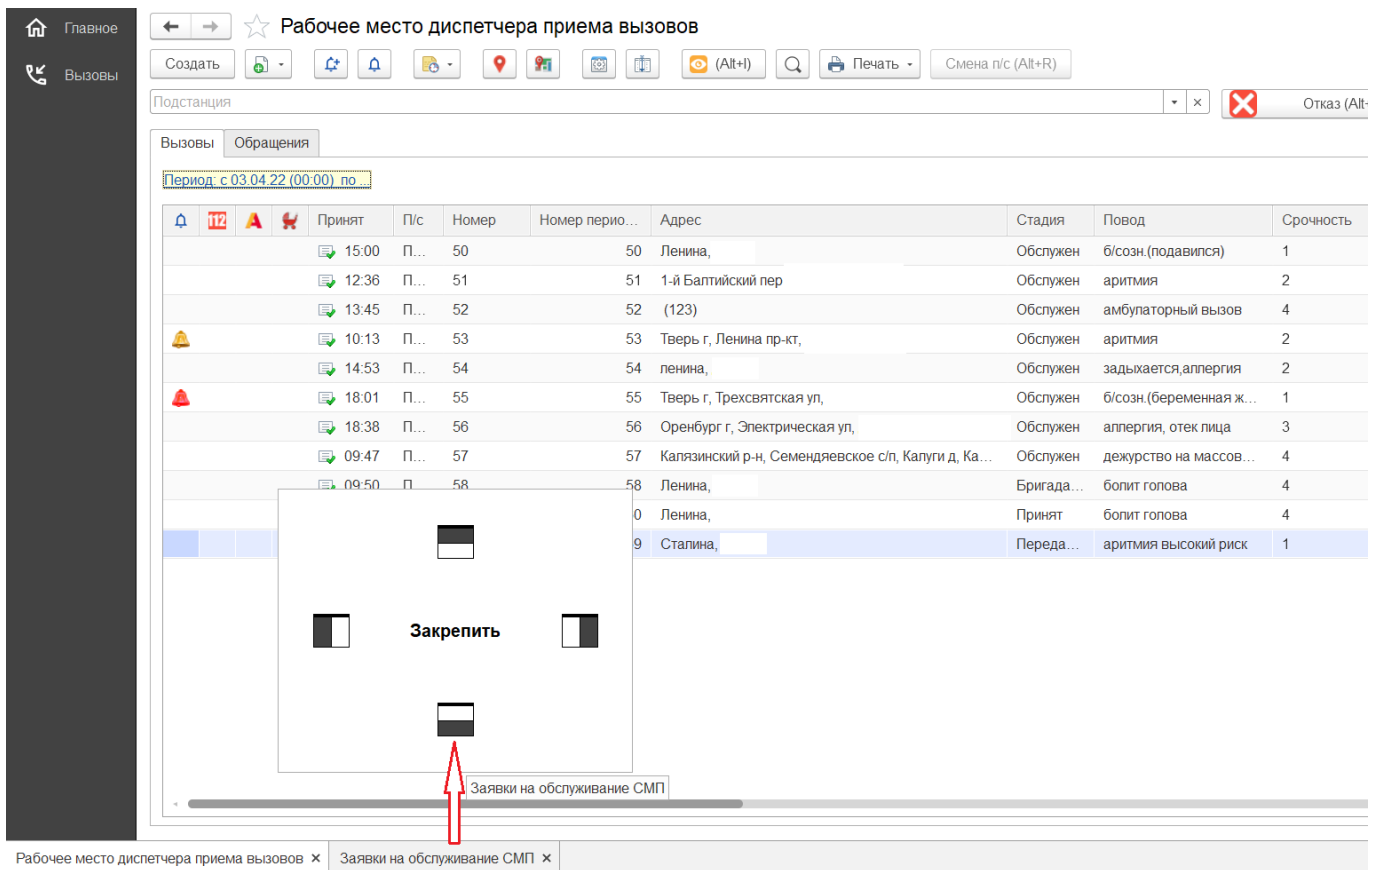 Главное
Рабочее место диспетчера приема вызовов
Вызовы
Создать
(Alt+I)
Печать
Смена п/с (Alt+R)
Подстанция
Отказ (Alt+
Вызовы Обращения
Период: с 03.04.22 (00:00) по ...
112 Принят П/с Номер Номер перио... Адрес Стадия Повод Срочность
15:00 П... 50 50 Ленина, Обслужен б/созн.(подавился) 1
12:36 П... 51 51 1-й Балтийский пер Обслужен аритмия 2
13:45 П... 52 52 (123) Обслужен амбулаторный вызов 4
10:13 П... 53 53 Тверь г, Ленина пр-кт, Обслужен аритмия 2
14:53 П... 54 54 ленина, Обслужен задыхается,аллергия 2
18:01 П... 55 55 Тверь г, Трехсвятская ул, Обслужен б/созн.(беременная ж... 1
18:38 П... 56 56 Оренбург г, Электрическая ул, Обслужен аллергия, отек лица 3
09:47 П... 57 57 Калязинский р-н, Семендяевское с/п, Калуги д, Ка... Обслужен дежурство на массов... 4
09:50 П 58 58 Ленина, Бригада... болит голова 4
0 Ленина, Принят болит голова 4
9 Сталина, Переда... аритмия высокий риск 1
Закрепить
Заявки на обслуживание СМП
Рабочее место диспетчера приема вызовов × Заявки на обслуживание СМП ×